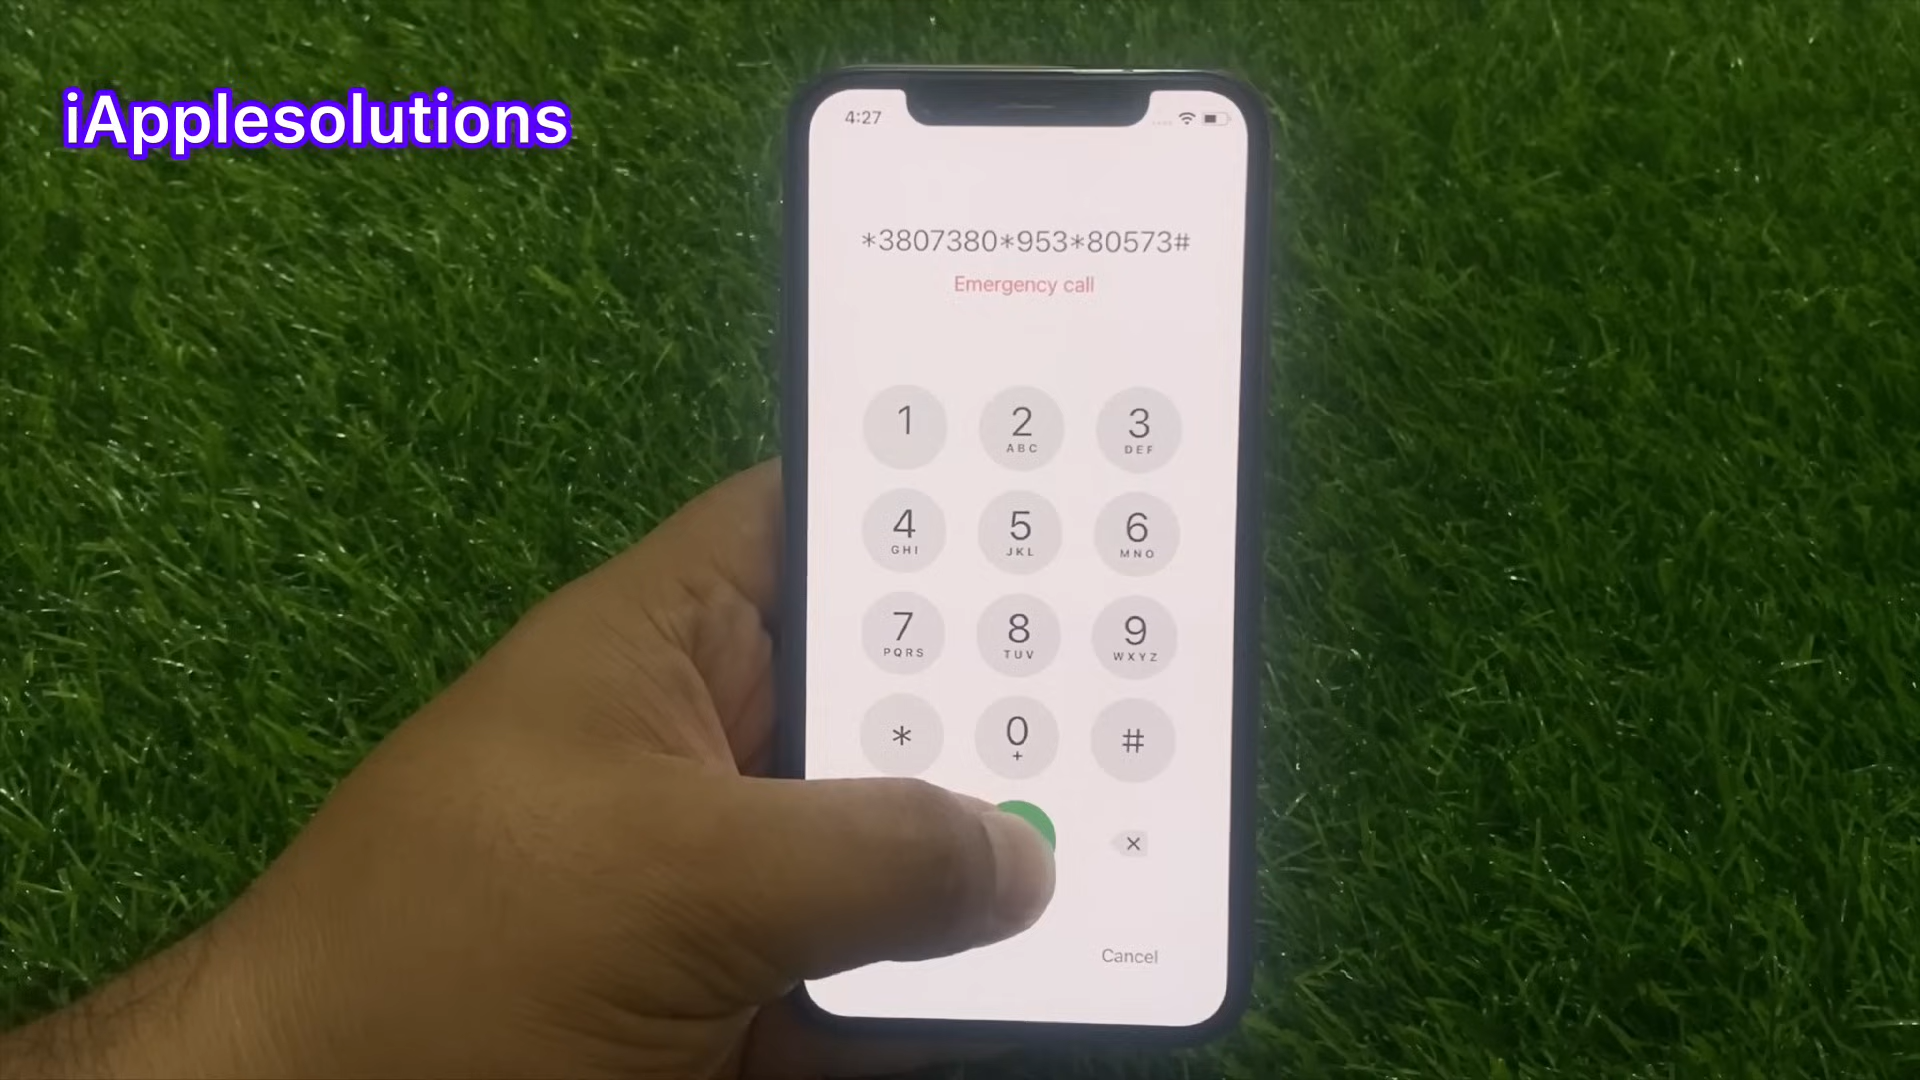 iApplesolutions
4:27
*3807380*953*80573#
Emergency call
1 2 3
ABC DEF
4 5 6
GHI JKL MNO
7 8 9
PQRS TUV WXYZ
* 0 #
+
Cancel